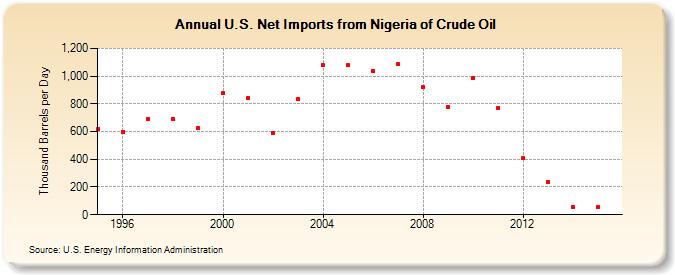 Annual U.S. Net Imports from Nigeria of Crude Oil
Thousand Barrels per Day
1,200
1,000
800
600
400
200
0
1996 2000 2004 2008 2012
Source: U.S. Energy Information Administration